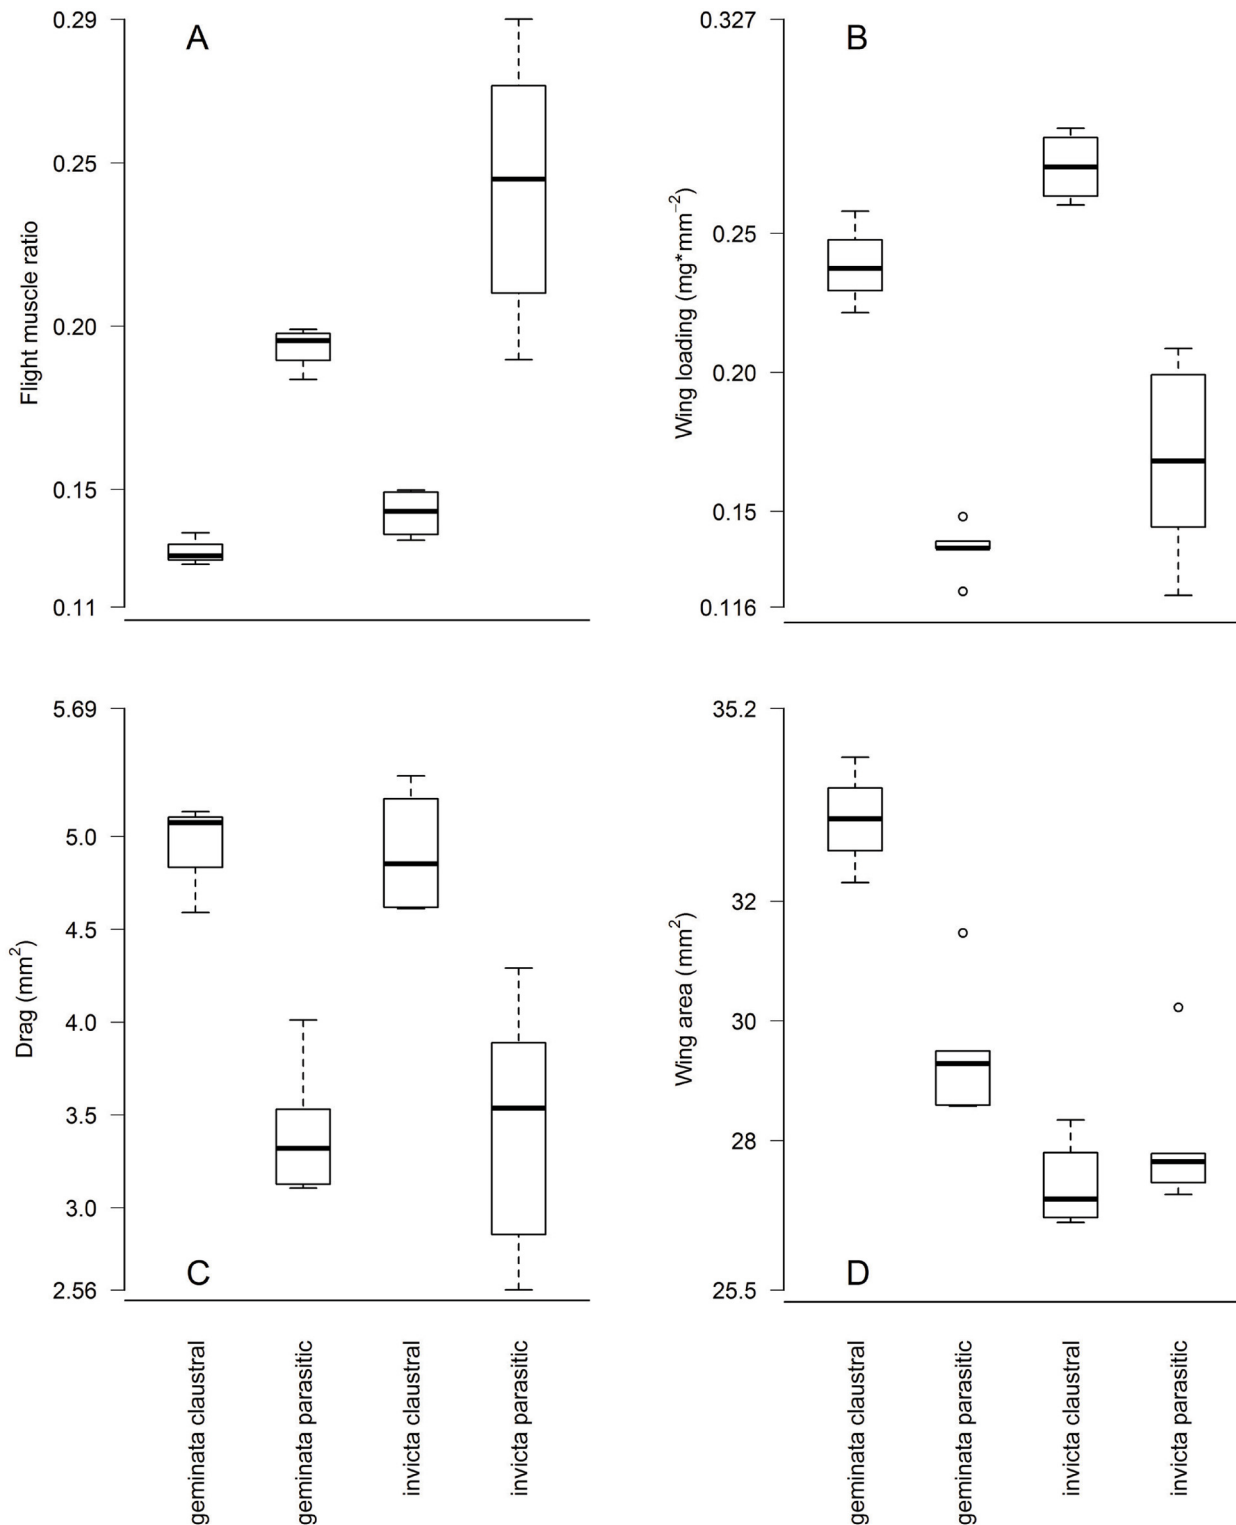 A
0.29
0.25
0.20
0.15
0.11
Flight muscle ratio
B
0.327
0.25
0.20
0.15
0.116
Wing loading (mg*mm⁻²)
C
5.69
5.0
4.5
4.0
3.5
3.0
2.56
Drag (mm²)
geminata claustral
geminata parasitic
invicta claustral
invicta parasitic
D
35.2
32
30
28
25.5
Wing area (mm²)
geminata claustral
geminata parasitic
invicta claustral
invicta parasitic